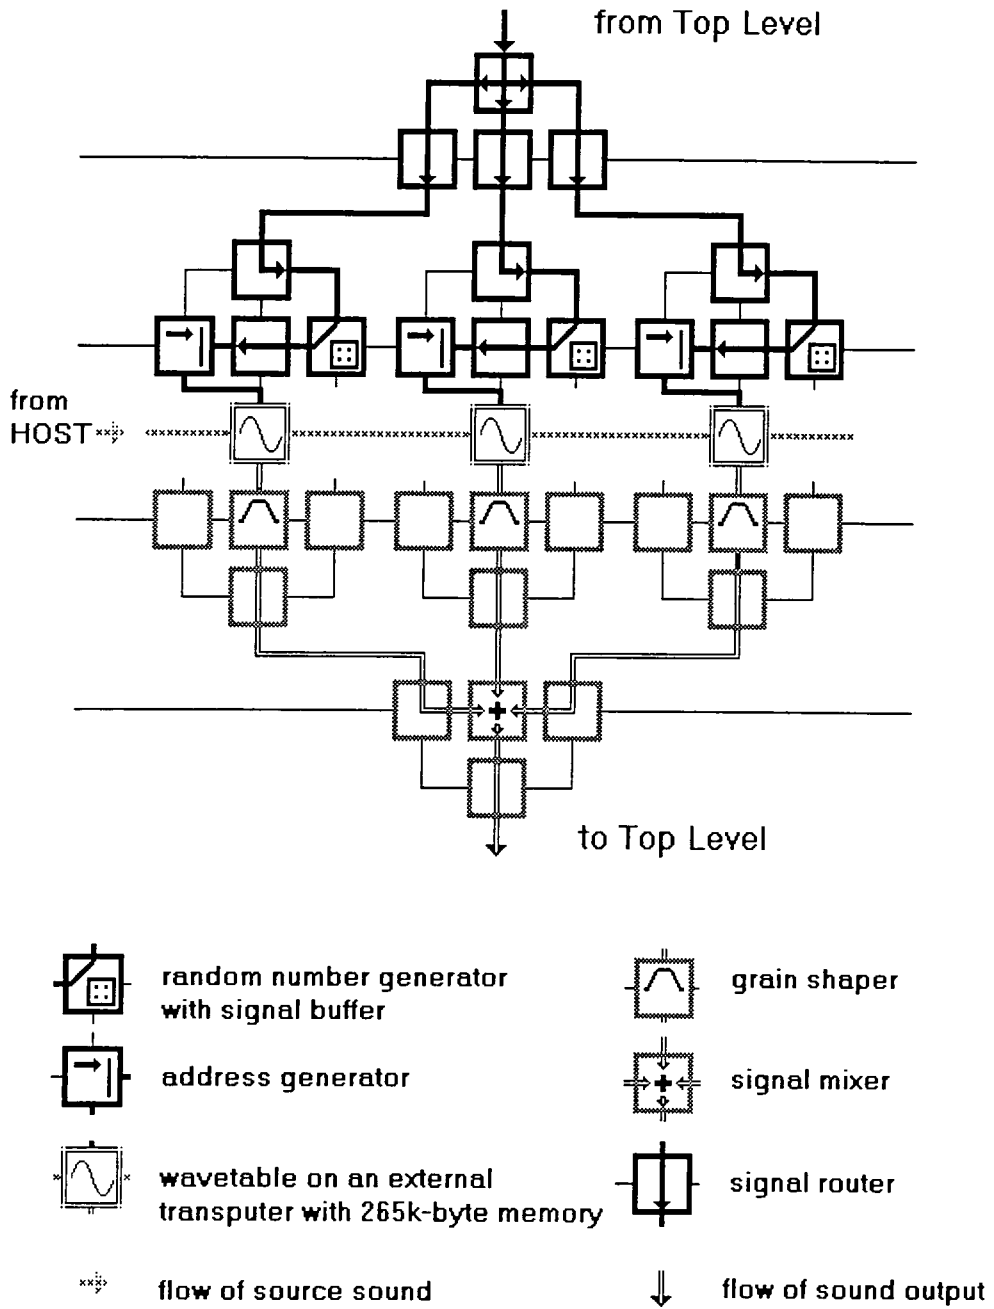 from Top Level
from
HOST
to Top Level
random number generator
with signal buffer
grain shaper
address generator
signal mixer
wavetable on an external
transputer with 265k-byte memory
signal router
flow of source sound
flow of sound output